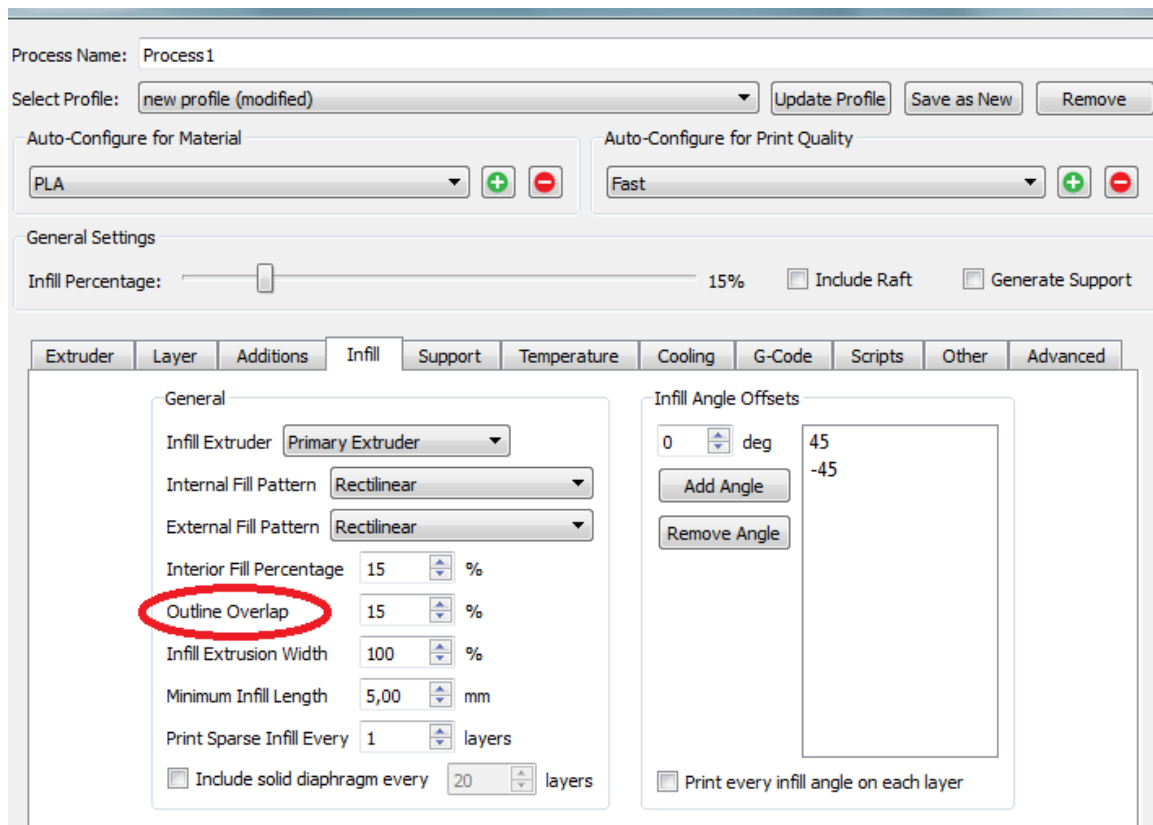 Process Name: Process1
Select Profile: new profile (modified) Update Profile Save as New Remove
Auto-Configure for Material Auto-Configure for Print Quality
PLA Fast
General Settings
Infill Percentage: 15% Include Raft Generate Support
Extruder Layer Additions Infill Support Temperature Cooling G-Code Scripts Other Advanced
General Infill Angle Offsets
Infill Extruder Primary Extruder 0 deg 45
Internal Fill Pattern Rectilinear Add Angle -45
External Fill Pattern Rectilinear Remove Angle
Interior Fill Percentage 15 %
Outline Overlap 15 %
Infill Extrusion Width 100 %
Minimum Infill Length 5,00 mm
Print Sparse Infill Every 1 layers
Include solid diaphragm every 20 layers Print every infill angle on each layer